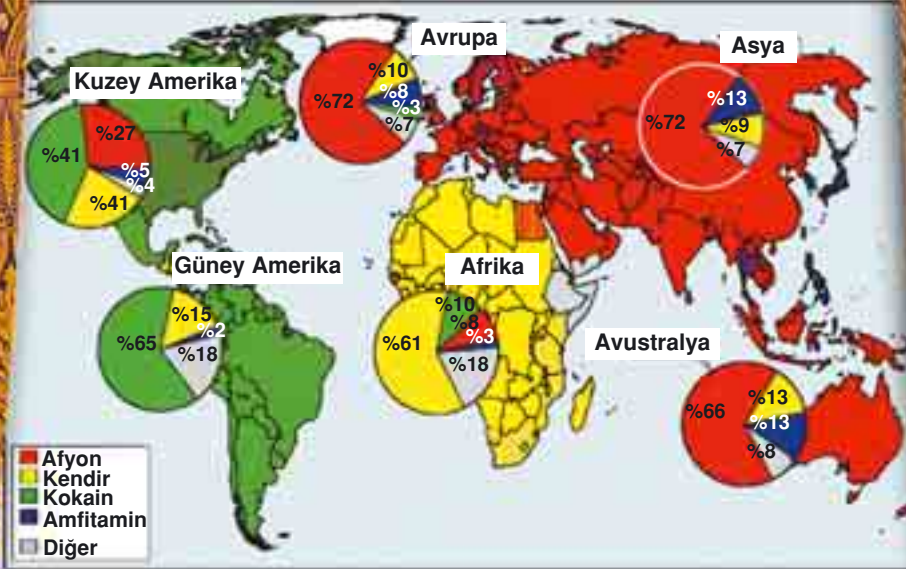 Avrupa
%10
%8
%3
%7
%72
Asya
%13
%9
%7
%72
Kuzey Amerika
%27
%5
%4
%41
%41
Güney Amerika
%15
%2
%18
%65
Afrika
%10
%8
%3
%18
%61
Avustralya
%13
%13
%8
%66
Afyon
Kendir
Kokain
Amfitamin
Diğer